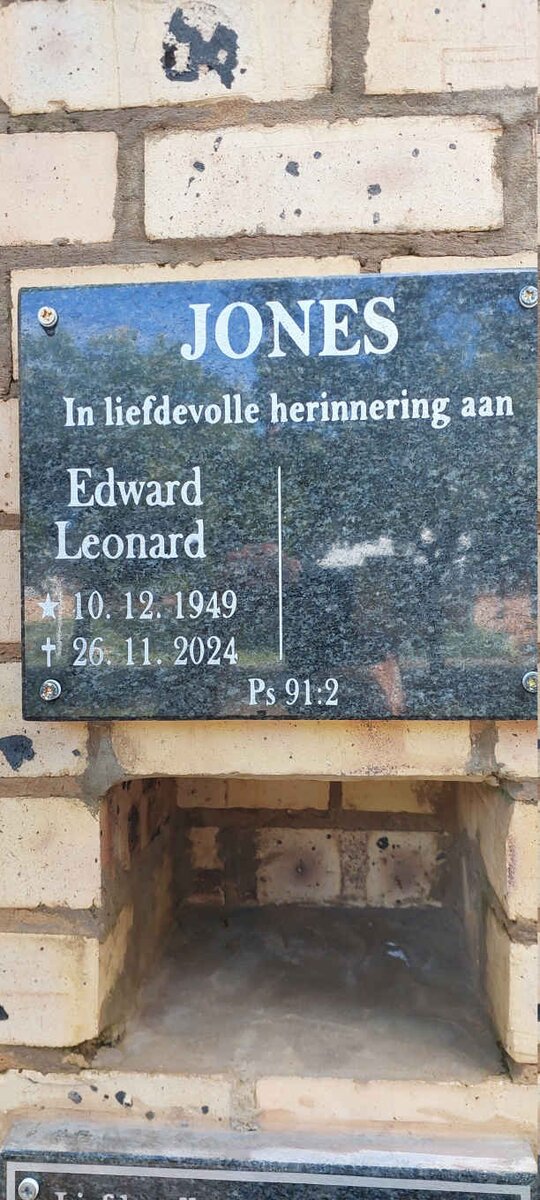 JONES
In liefdevolle herinnering aan
Edward
Leonard
★ 10. 12. 1949
✝ 26. 11. 2024
Ps 91:2